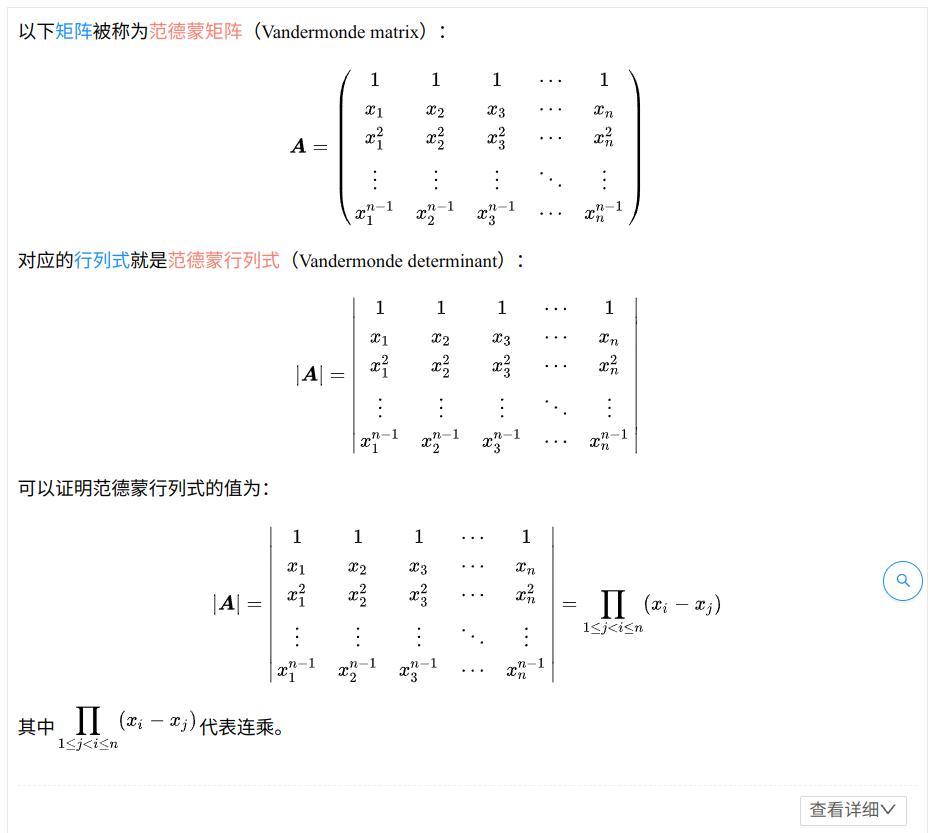 以下矩阵被称为范德蒙矩阵（Vandermonde matrix）：
A = \begin{pmatrix} 1 & 1 & 1 & \cdots & 1 \\ x_1 & x_2 & x_3 & \cdots & x_n \\ x_1^2 & x_2^2 & x_3^2 & \cdots & x_n^2 \\ \vdots & \vdots & \vdots & \ddots & \vdots \\ x_1^{n-1} & x_2^{n-1} & x_3^{n-1} & \cdots & x_n^{n-1} \end{pmatrix}
对应的行列式就是范德蒙行列式（Vandermonde determinant）：
|A| = \begin{vmatrix} 1 & 1 & 1 & \cdots & 1 \\ x_1 & x_2 & x_3 & \cdots & x_n \\ x_1^2 & x_2^2 & x_3^2 & \cdots & x_n^2 \\ \vdots & \vdots & \vdots & \ddots & \vdots \\ x_1^{n-1} & x_2^{n-1} & x_3^{n-1} & \cdots & x_n^{n-1} \end{vmatrix}
可以证明范德蒙行列式的值为：
|A| = \begin{vmatrix} 1 & 1 & 1 & \cdots & 1 \\ x_1 & x_2 & x_3 & \cdots & x_n \\ x_1^2 & x_2^2 & x_3^2 & \cdots & x_n^2 \\ \vdots & \vdots & \vdots & \ddots & \vdots \\ x_1^{n-1} & x_2^{n-1} & x_3^{n-1} & \cdots & x_n^{n-1} \end{vmatrix} = \prod_{1 \le j < i \le n} (x_i - x_j)
其中 \prod_{1 \le j < i \le n} (x_i - x_j) 代表连乘。
查看详细